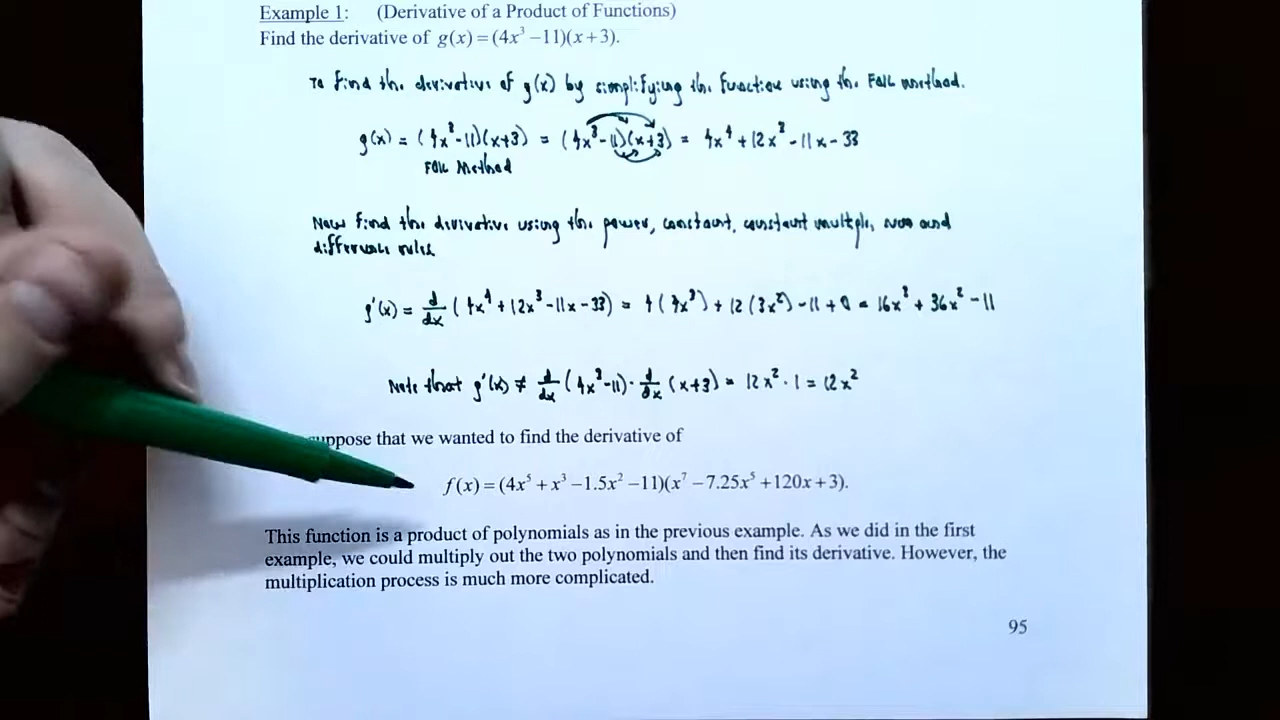 Example 1: (Derivative of a Product of Functions)
Find the derivative of g(x) = (4x³ −11)(x+3).
To find the derivative of g(x) by simplifying the function using the FOIL method.
g(x) = (4x³-11)(x+3) = (4x³-11)(x+3) = 4x⁴ + 12x³ - 11x - 33
FOIL Method
Now find the derivative using the power, constant, constant multiple, sum and
difference rules
g'(x) = d/dx (4x⁴ + 12x³ - 11x - 33) = 4(4x³) + 12(3x²) - 11 + 0 = 16x³ + 36x² - 11
Note that g'(x) ≠ d/dx (4x³-11) · d/dx (x+3) = 12x² · 1 = 12x²
suppose that we wanted to find the derivative of
f(x) = (4x⁵ + x³ −1.5x² −11)(x⁷ −7.25x⁵ +120x+3).
This function is a product of polynomials as in the previous example. As we did in the first
example, we could multiply out the two polynomials and then find its derivative. However, the
multiplication process is much more complicated.
95